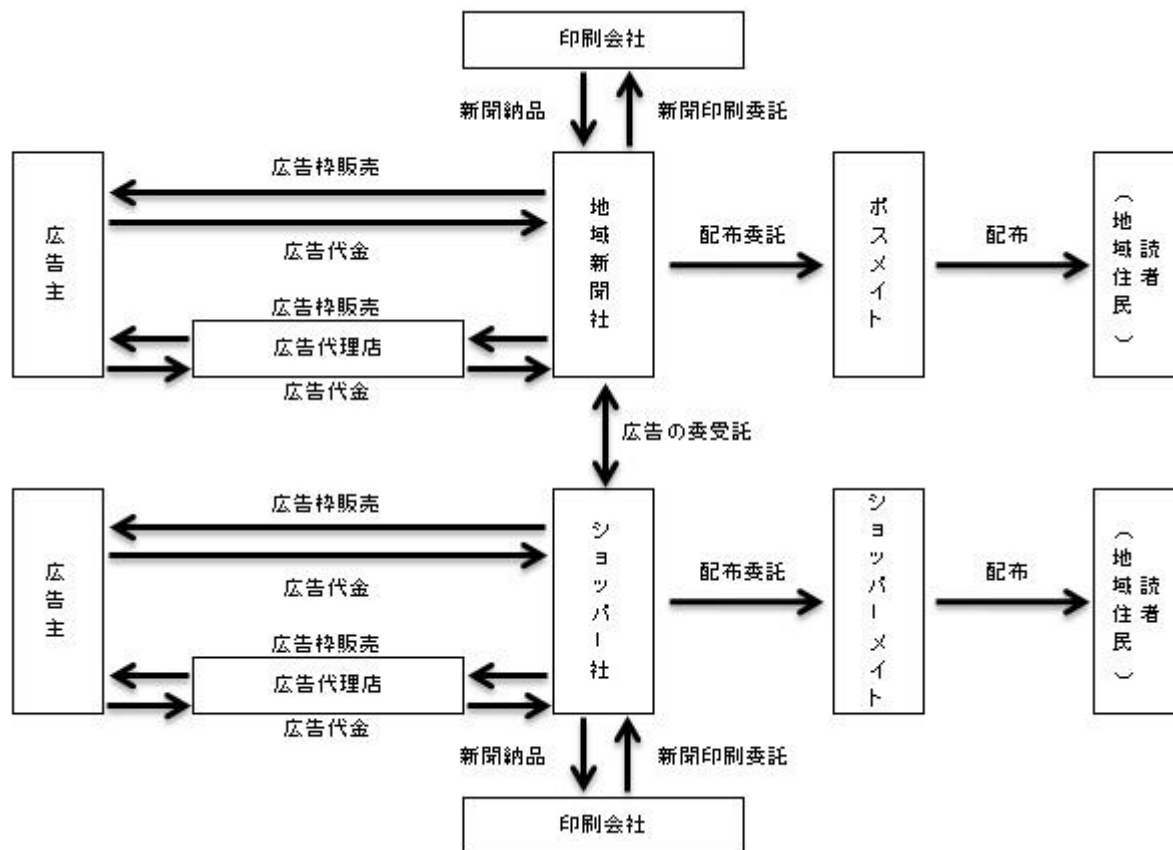 印刷会社
新聞納品
新聞印刷委託
広告枠販売
広告代金
広告主
地域新聞社
配布委託
ポスメイト
配布
読者
（地域住民）
広告枠販売
広告代理店
広告代金
広告の委受託
広告枠販売
広告代金
広告主
ショッパー社
配布委託
ショッパーメイト
配布
読者
（地域住民）
広告枠販売
広告代理店
広告代金
新聞納品
新聞印刷委託
印刷会社